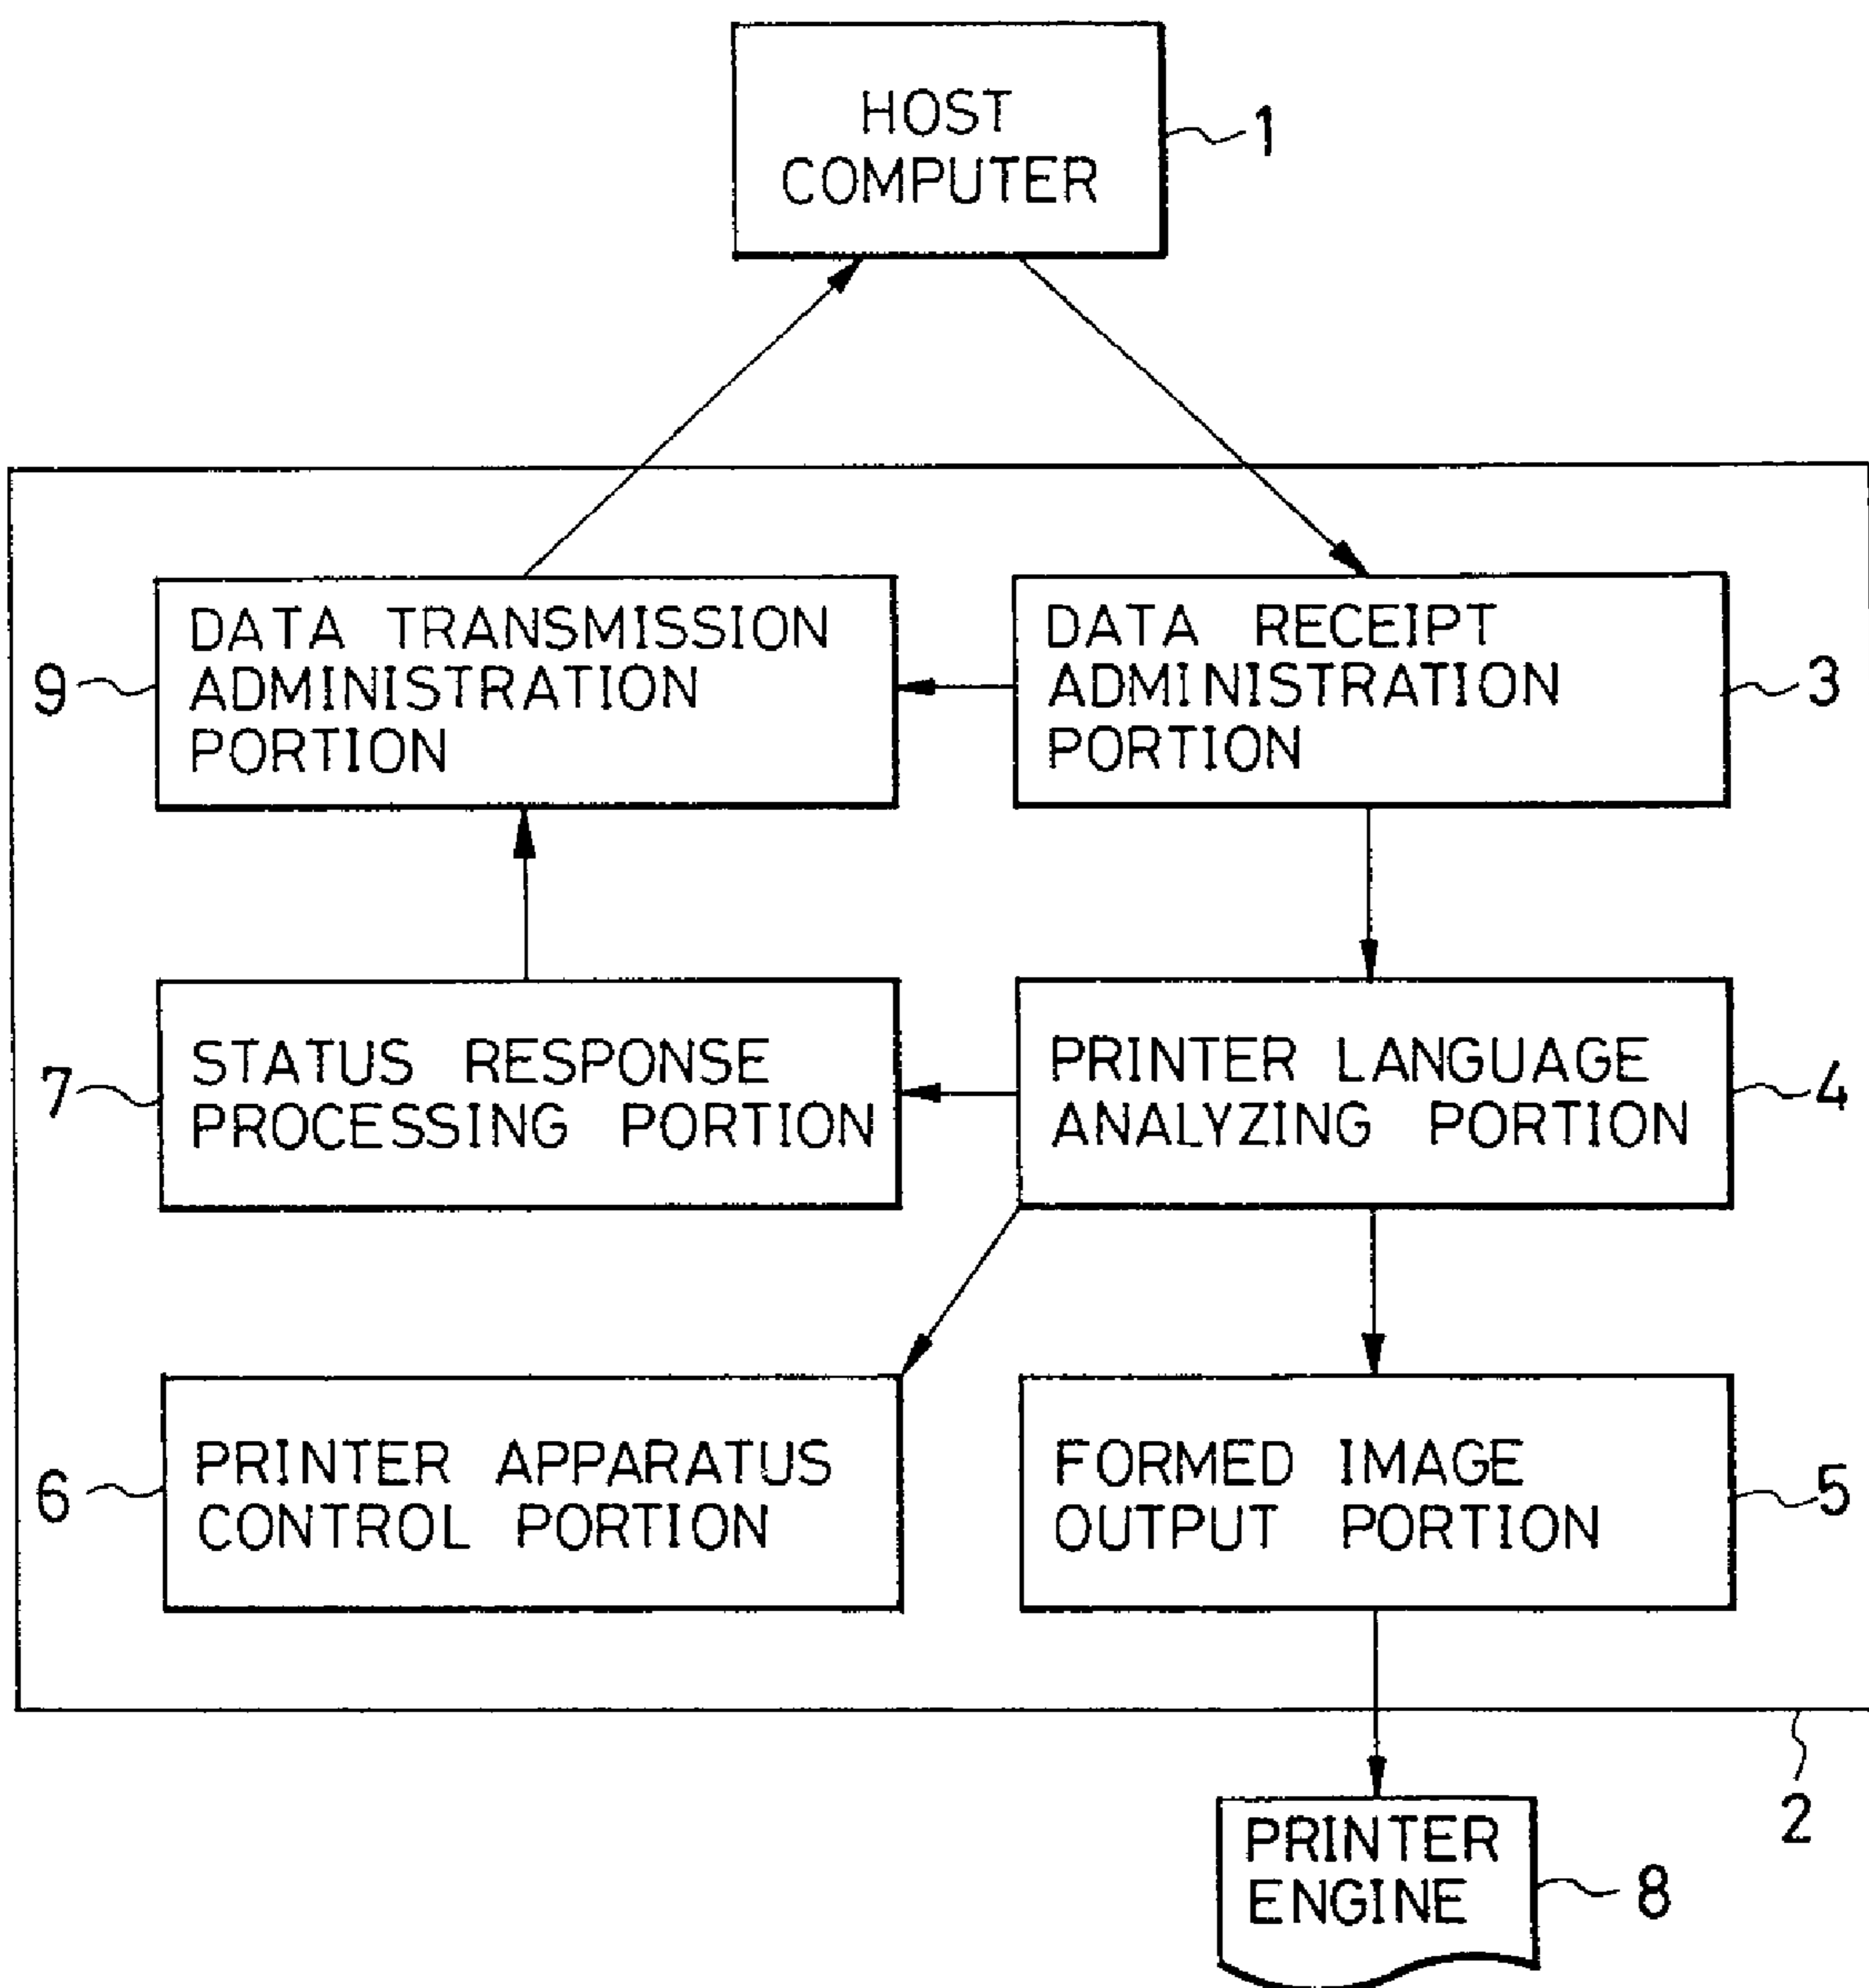 HOST
COMPUTER
1
DATA TRANSMISSION
ADMINISTRATION
PORTION
9
DATA RECEIPT
ADMINISTRATION
PORTION
3
STATUS RESPONSE
PROCESSING PORTION
7
PRINTER LANGUAGE
ANALYZING PORTION
4
PRINTER APPARATUS
CONTROL PORTION
6
FORMED IMAGE
OUTPUT PORTION
5
2
PRINTER
ENGINE
8